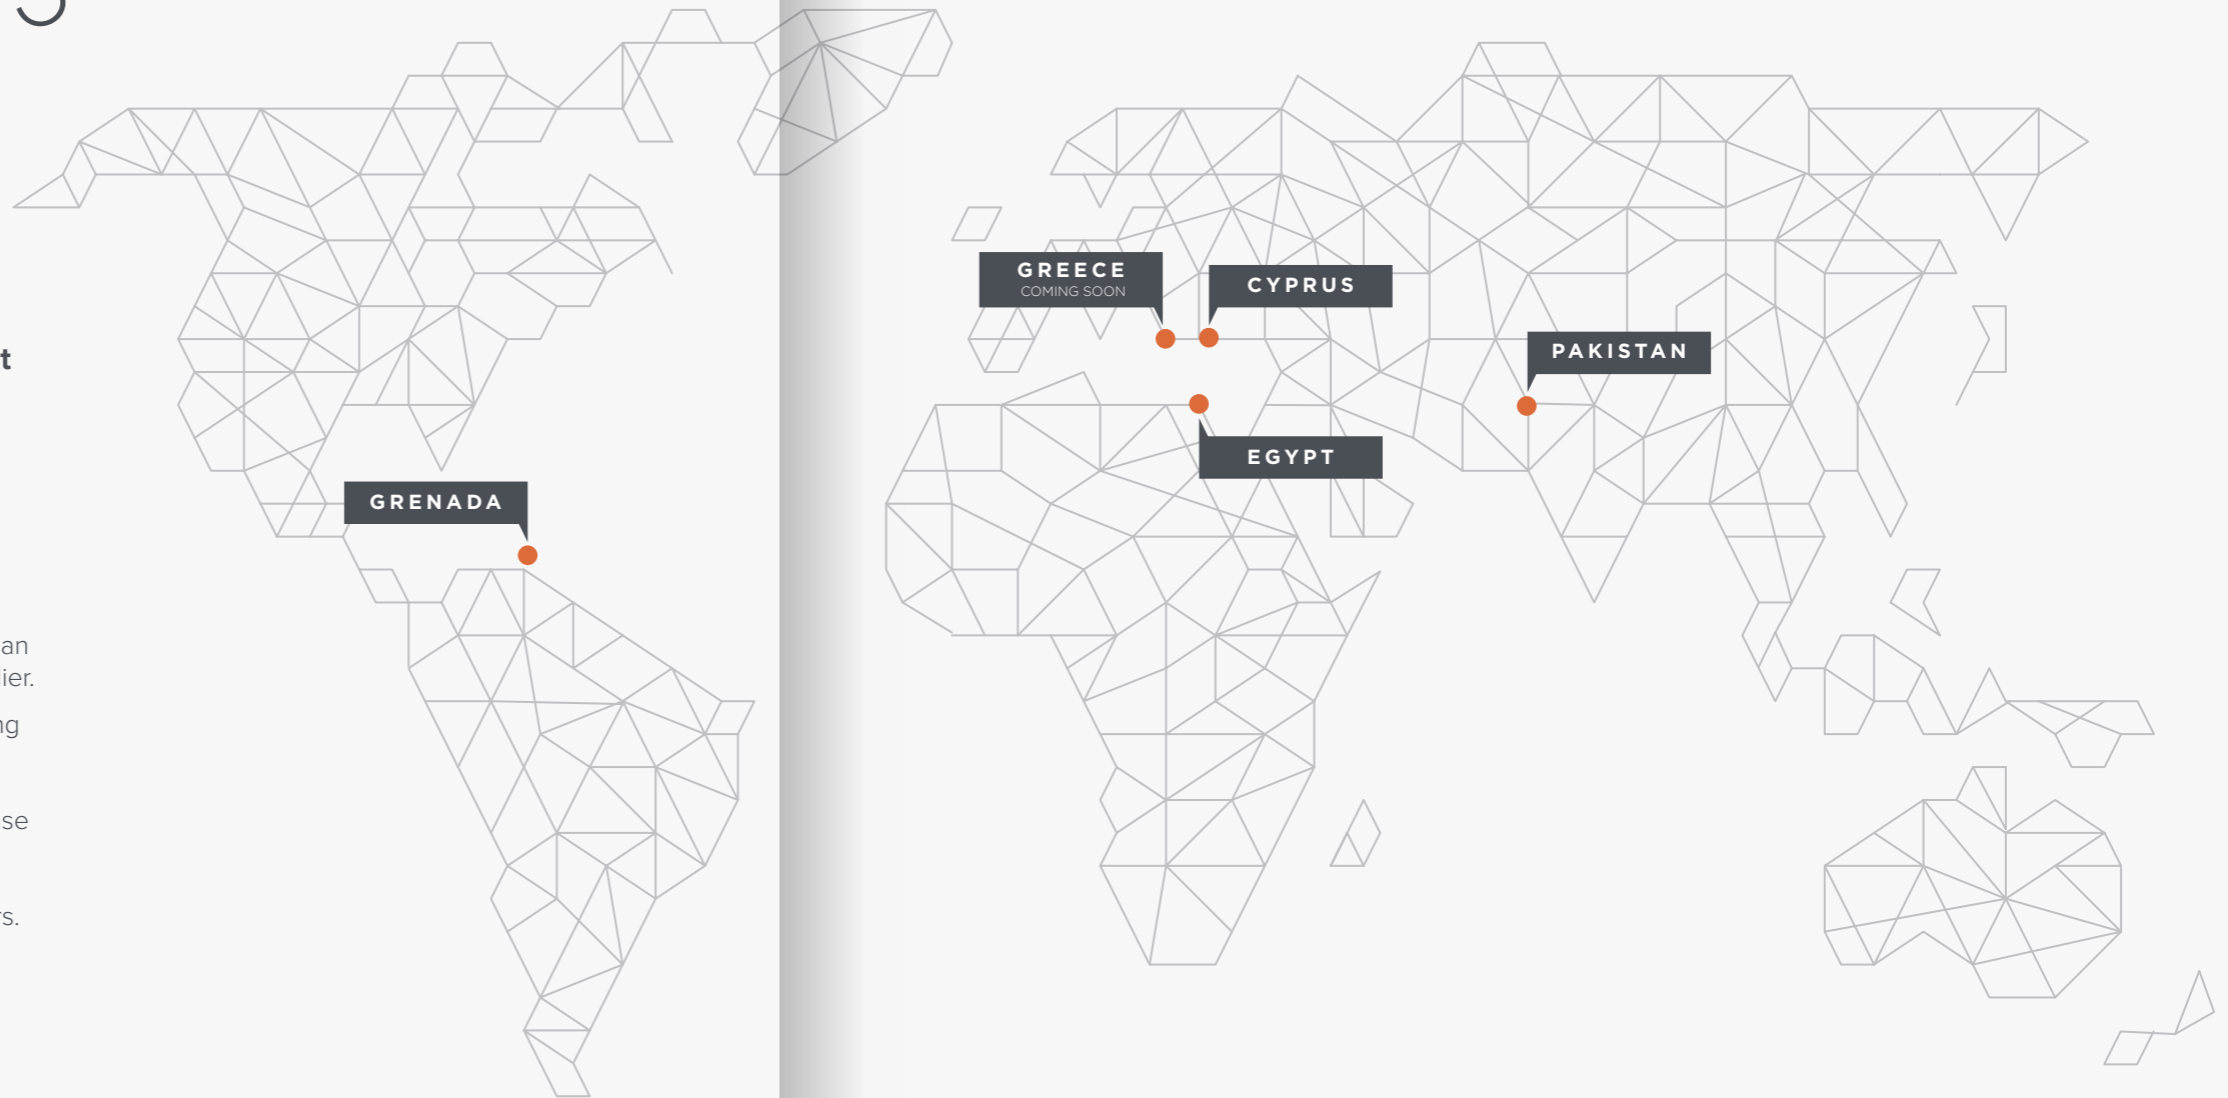 t
an
ier.
ng
se
rs.
GREECE
COMING SOON
CYPRUS
PAKISTAN
EGYPT
GRENADA